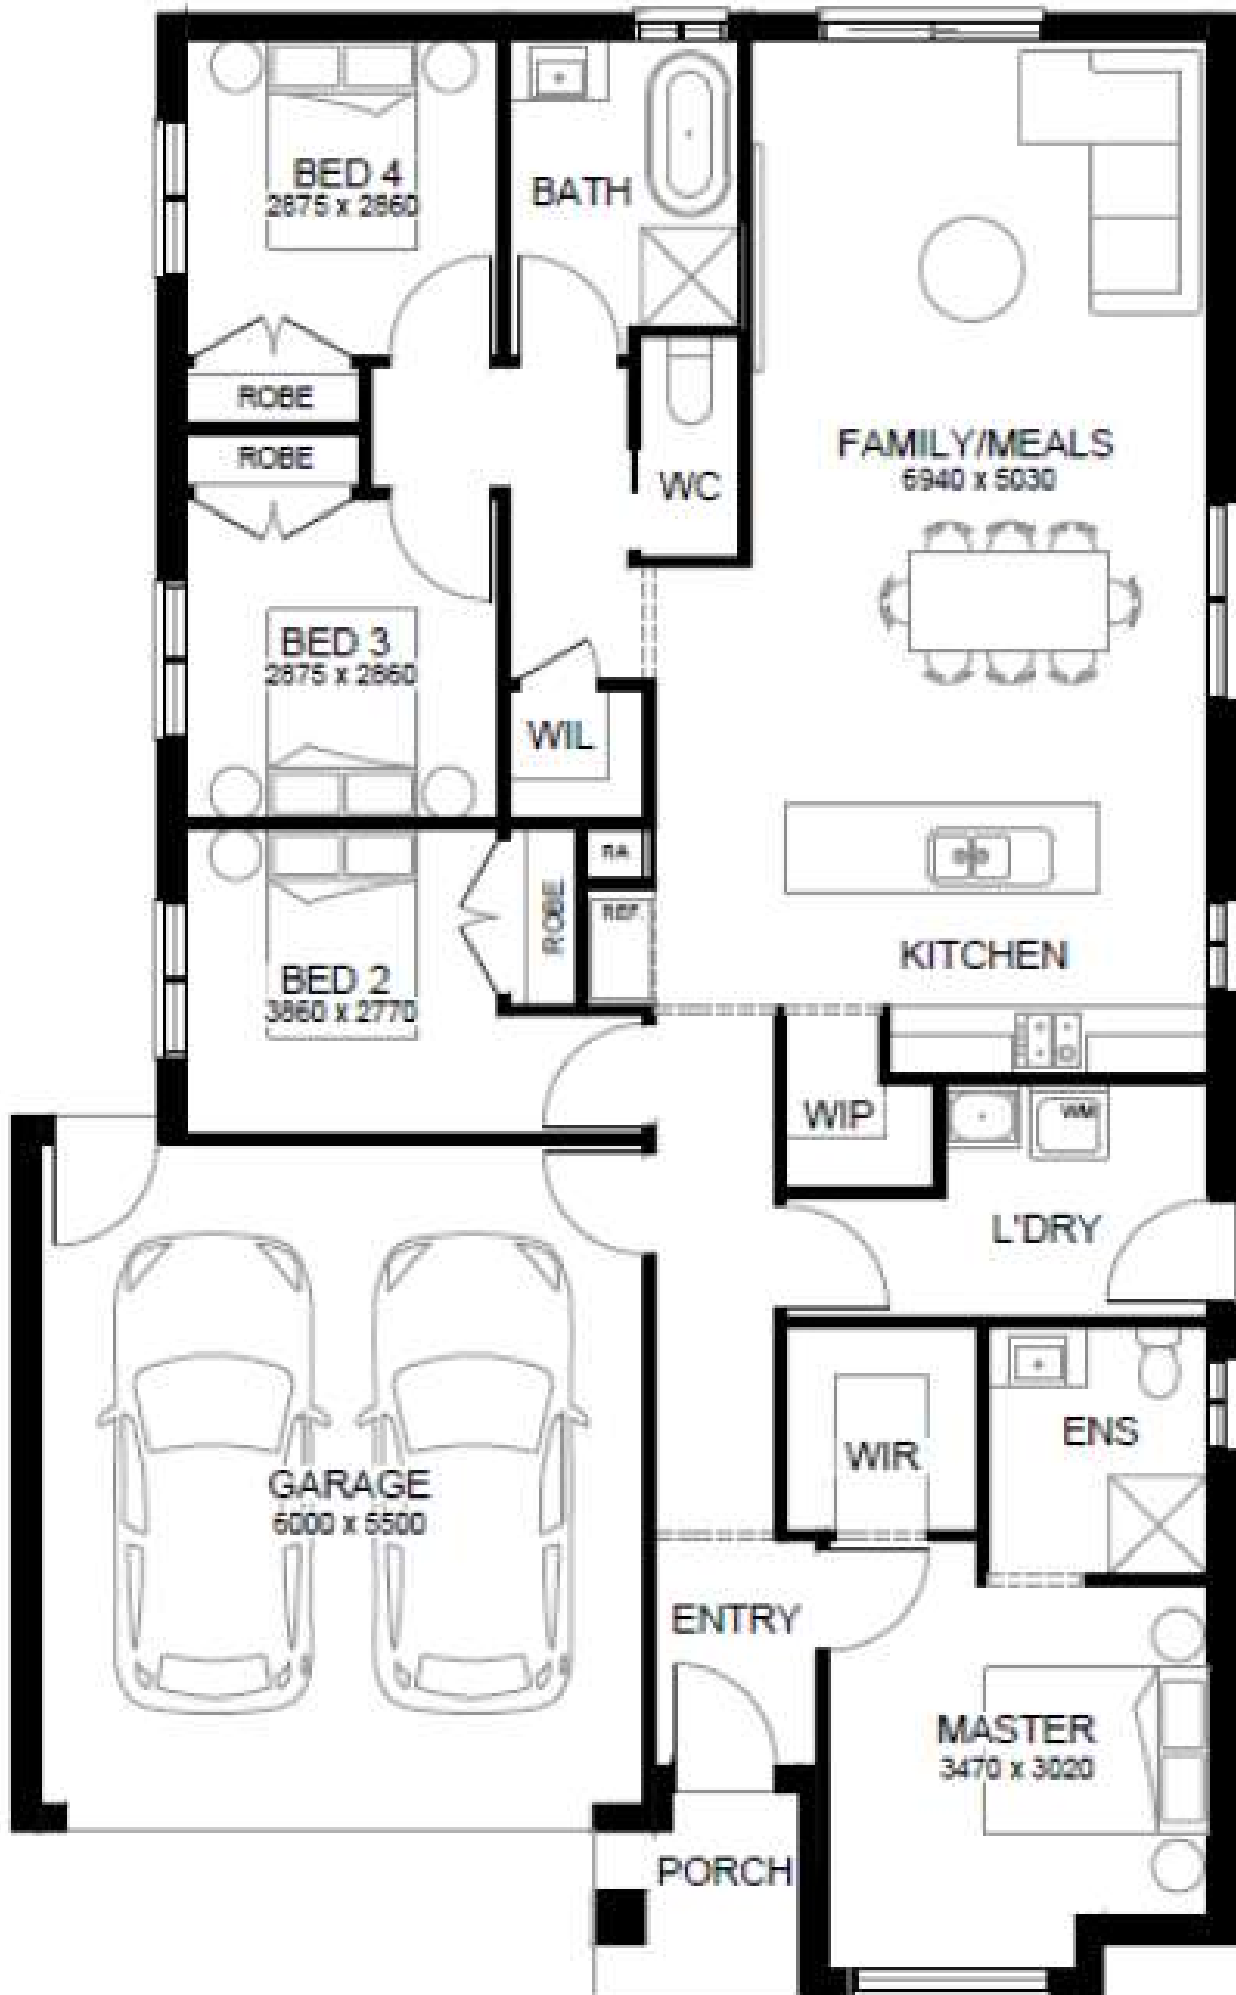 BED 4
2875 x 2860
BATH
ROBE
ROBE
WC
FAMILY/MEALS
6940 x 5030
BED 3
2875 x 2860
WIL
RA
REF
ROBE
BED 2
3860 x 2770
KITCHEN
WIP
WM
L'DRY
WIR
ENS
GARAGE
6000 x 5500
ENTRY
MASTER
3470 x 3020
PORCH